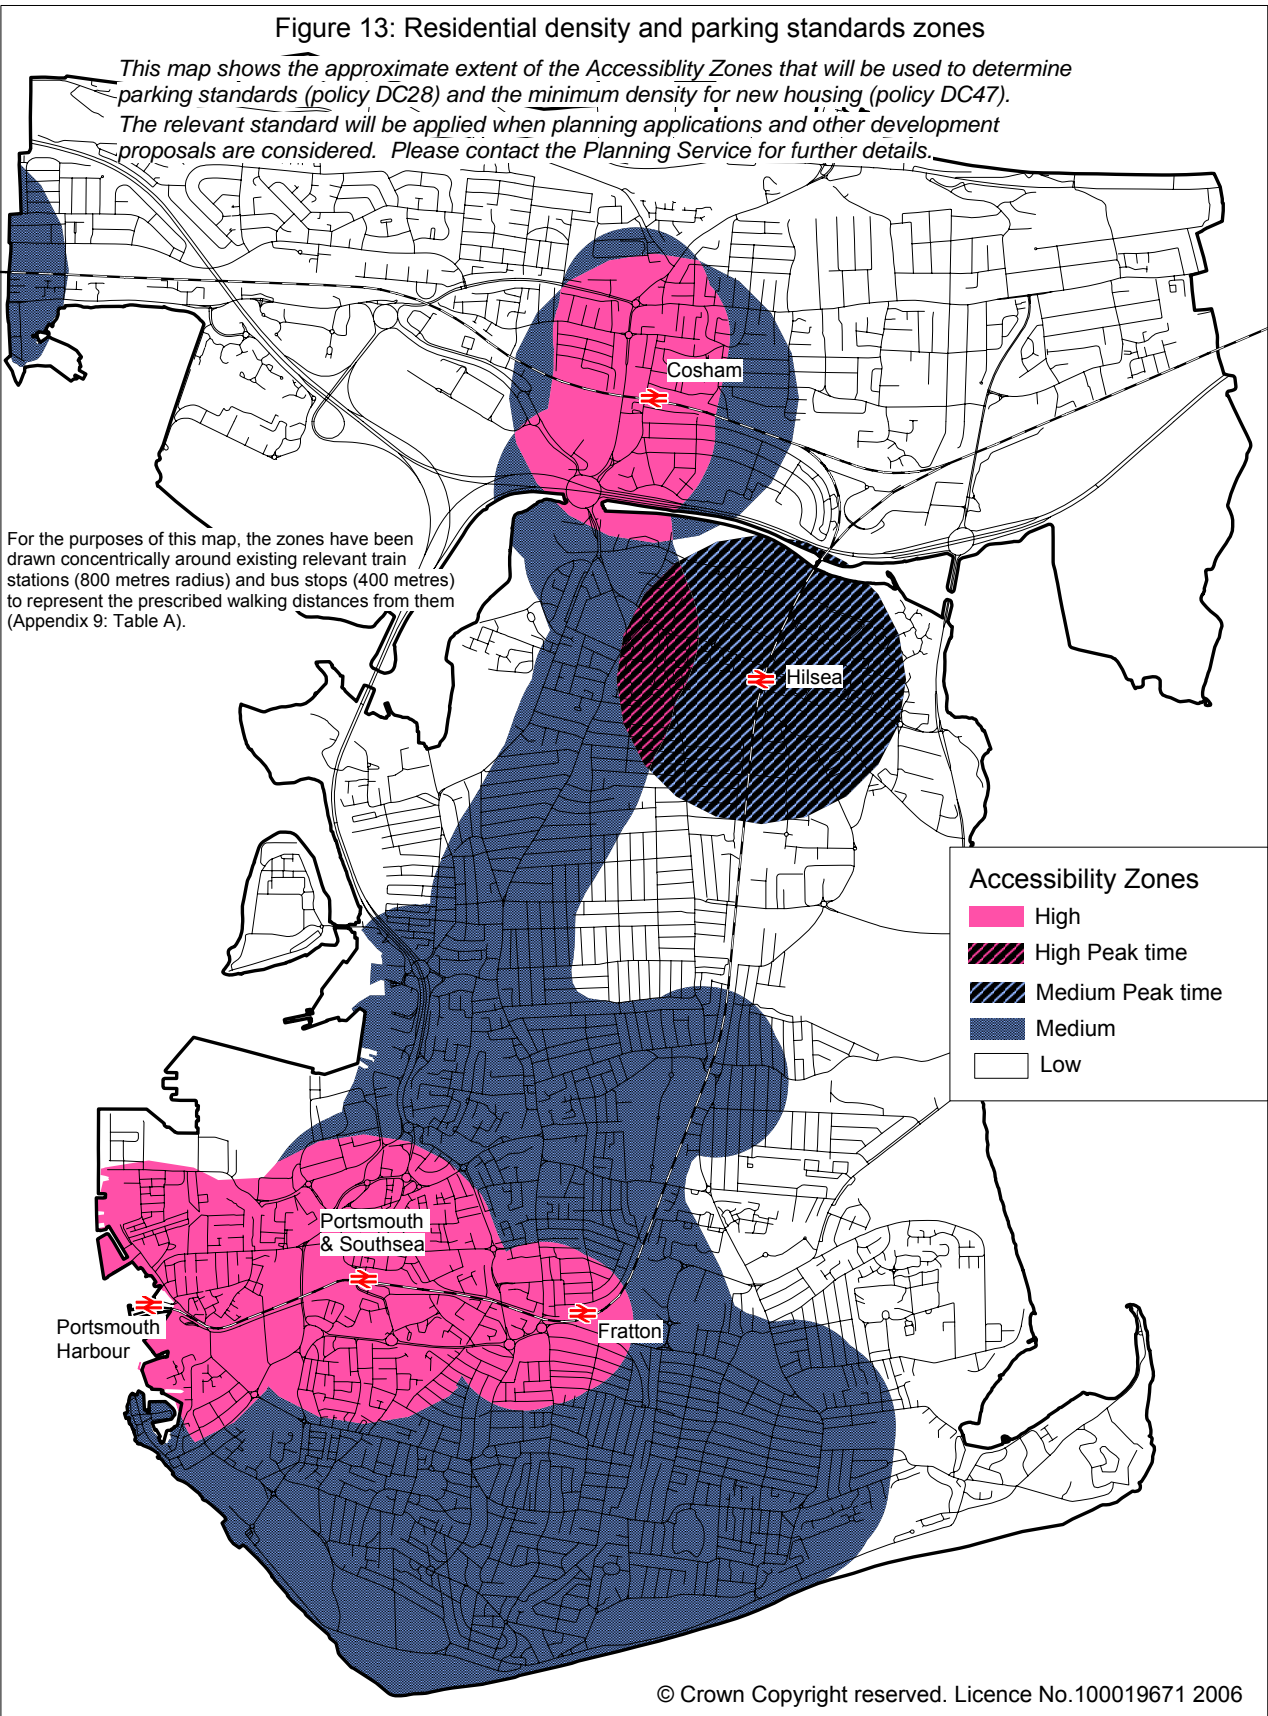 Figure 13: Residential density and parking standards zones
This map shows the approximate extent of the Accessiblity Zones that will be used to determine
parking standards (policy DC28) and the minimum density for new housing (policy DC47).
The relevant standard will be applied when planning applications and other development
proposals are considered. Please contact the Planning Service for further details.
Cosham
For the purposes of this map, the zones have been
drawn concentrically around existing relevant train
stations (800 metres radius) and bus stops (400 metres)
to represent the prescribed walking distances from them
(Appendix 9: Table A).
Hilsea
Accessibility Zones
High
High Peak time
Medium Peak time
Medium
Low
Portsmouth
& Southsea
Portsmouth
Harbour
Fratton
© Crown Copyright reserved. Licence No.100019671 2006